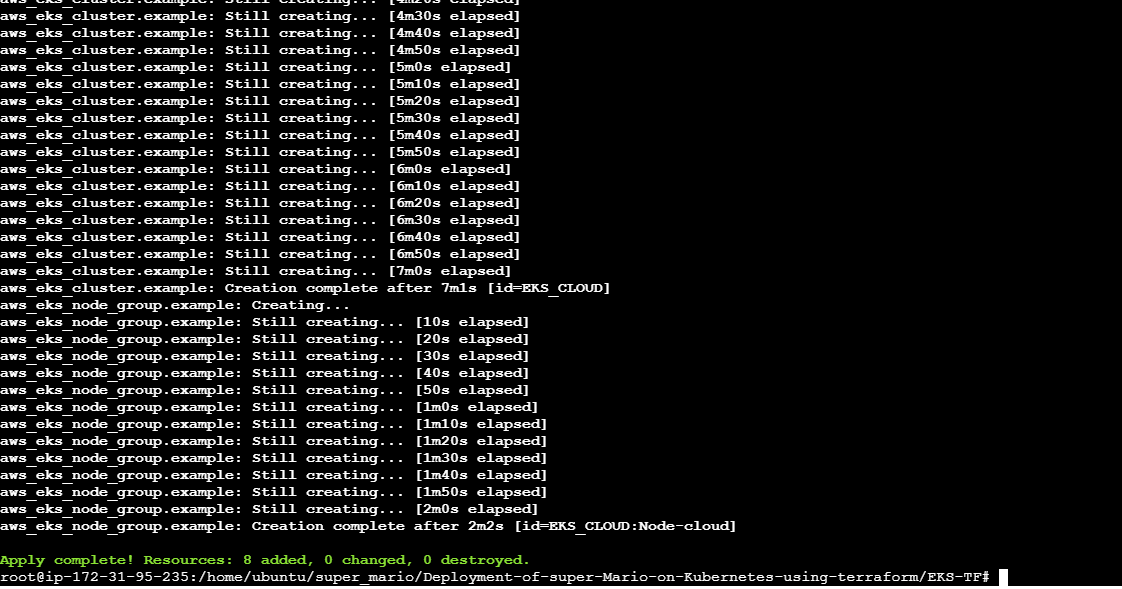 aws_eks_cluster.example: Still creating... [4m20s elapsed]
aws_eks_cluster.example: Still creating... [4m30s elapsed]
aws_eks_cluster.example: Still creating... [4m40s elapsed]
aws_eks_cluster.example: Still creating... [4m50s elapsed]
aws_eks_cluster.example: Still creating... [5m0s elapsed]
aws_eks_cluster.example: Still creating... [5m10s elapsed]
aws_eks_cluster.example: Still creating... [5m20s elapsed]
aws_eks_cluster.example: Still creating... [5m30s elapsed]
aws_eks_cluster.example: Still creating... [5m40s elapsed]
aws_eks_cluster.example: Still creating... [5m50s elapsed]
aws_eks_cluster.example: Still creating... [6m0s elapsed]
aws_eks_cluster.example: Still creating... [6m10s elapsed]
aws_eks_cluster.example: Still creating... [6m20s elapsed]
aws_eks_cluster.example: Still creating... [6m30s elapsed]
aws_eks_cluster.example: Still creating... [6m40s elapsed]
aws_eks_cluster.example: Still creating... [6m50s elapsed]
aws_eks_cluster.example: Still creating... [7m0s elapsed]
aws_eks_cluster.example: Creation complete after 7m1s [id=EKS_CLOUD]
aws_eks_node_group.example: Creating...
aws_eks_node_group.example: Still creating... [10s elapsed]
aws_eks_node_group.example: Still creating... [20s elapsed]
aws_eks_node_group.example: Still creating... [30s elapsed]
aws_eks_node_group.example: Still creating... [40s elapsed]
aws_eks_node_group.example: Still creating... [50s elapsed]
aws_eks_node_group.example: Still creating... [1m0s elapsed]
aws_eks_node_group.example: Still creating... [1m10s elapsed]
aws_eks_node_group.example: Still creating... [1m20s elapsed]
aws_eks_node_group.example: Still creating... [1m30s elapsed]
aws_eks_node_group.example: Still creating... [1m40s elapsed]
aws_eks_node_group.example: Still creating... [1m50s elapsed]
aws_eks_node_group.example: Still creating... [2m0s elapsed]
aws_eks_node_group.example: Creation complete after 2m2s [id=EKS_CLOUD:Node-cloud]
Apply complete! Resources: 8 added, 0 changed, 0 destroyed.
root@ip-172-31-95-235:/home/ubuntu/super_mario/Deployment-of-super-Mario-on-Kubernetes-using-terraform/EKS-TF#